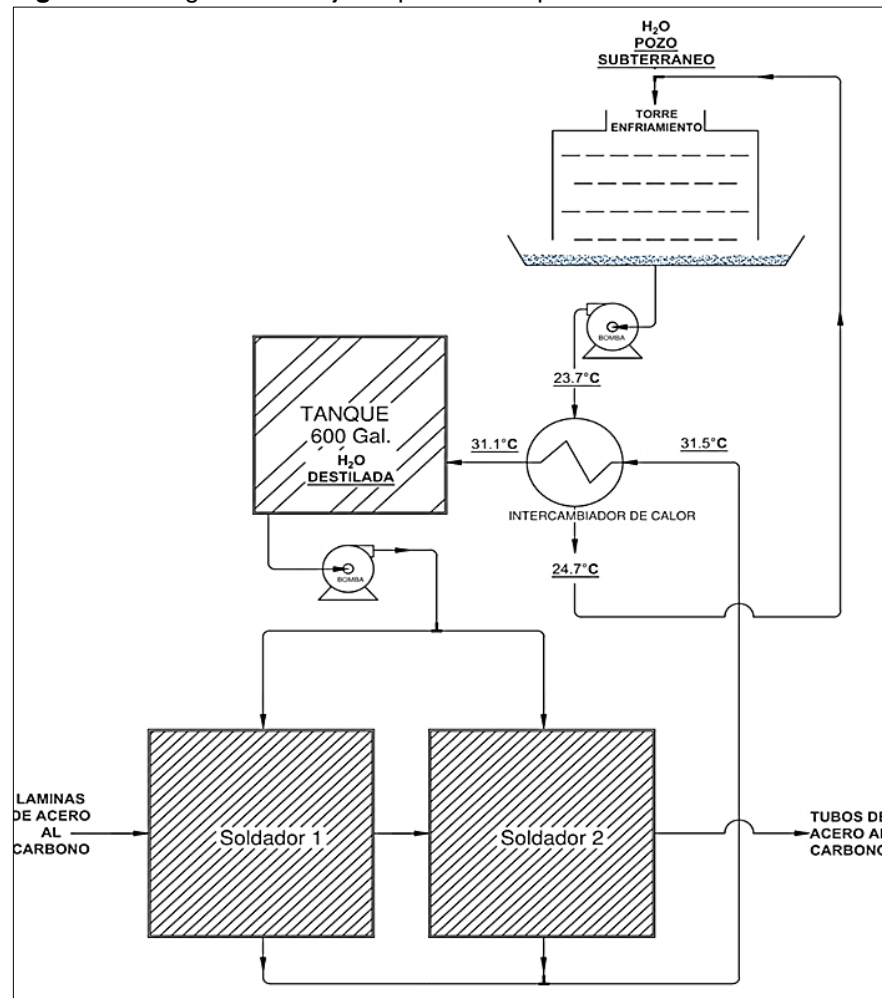 H₂O
POZO
SUBTERRANEO
TORRE
ENFRIAMIENTO
BOMBA
23.7°C
TANQUE
600 Gal.
H₂O
DESTILADA
31.1°C
31.5°C
INTERCAMBIADOR DE CALOR
BOMBA
24.7°C
LAMINAS
DE ACERO
AL
CARBONO
Soldador 1
Soldador 2
TUBOS DE
ACERO AL
CARBONO